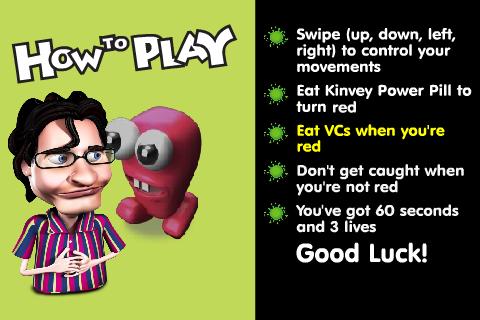 How To Play
Swipe (up, down, left,
right) to control your
movements
Eat Kinvey Power Pill to
turn red
Eat VCs when you're
red
Don't get caught when
you're not red
You've got 60 seconds
and 3 lives
Good Luck!